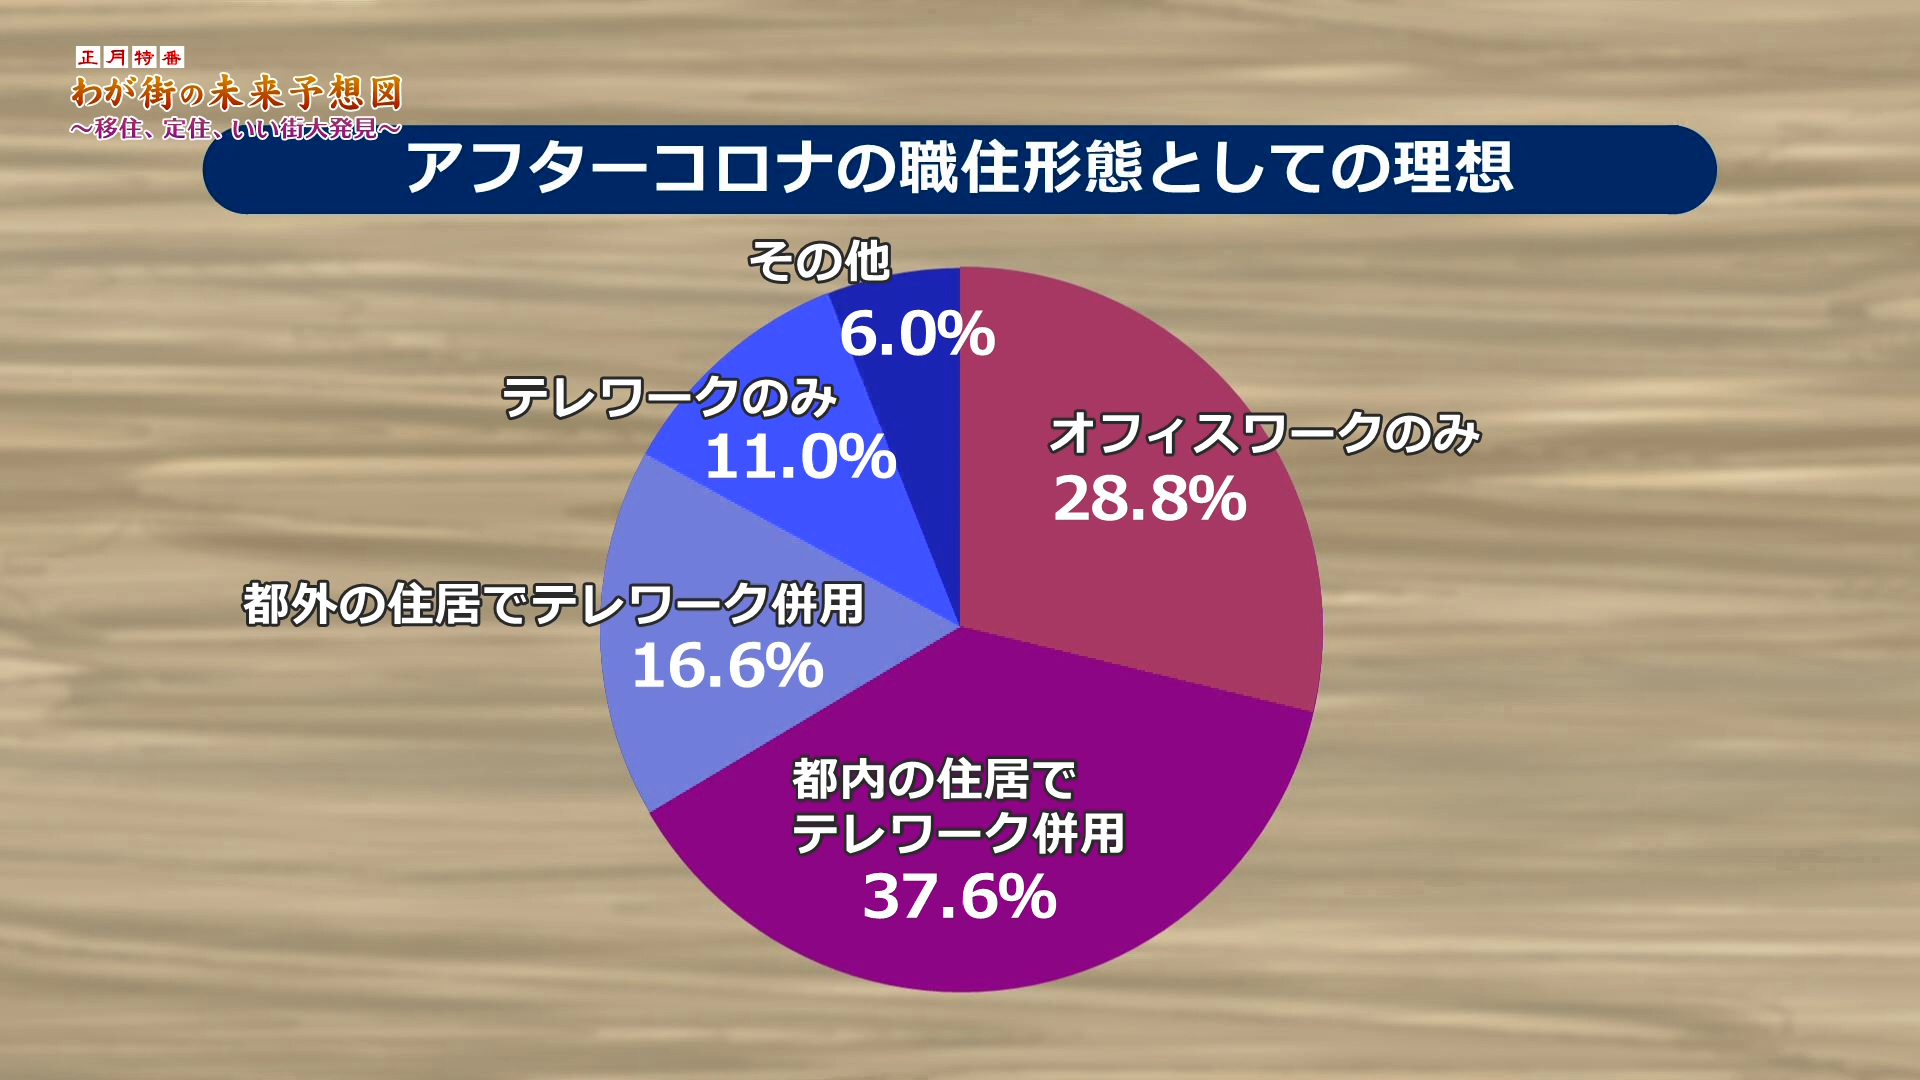 正月特番
わが街の未来予想図
～移住、定住、いい街大発見～
アフターコロナの職住形態としての理想
その他
6.0%
テレワークのみ
11.0%
オフィスワークのみ
28.8%
都外の住居でテレワーク併用
16.6%
都内の住居で
テレワーク併用
37.6%